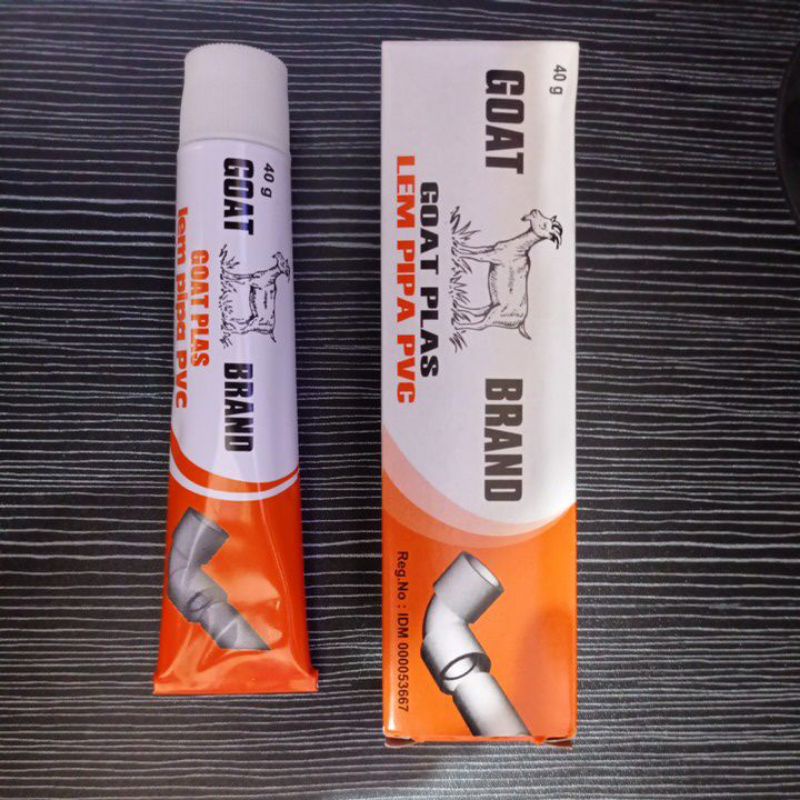 40 g
GOAT BRAND
GOAT PLAS
lem pipa PVC
40 g
GOAT BRAND
GOAT PLAS
LEM PIPA PVC
Reg.No : IDM 000053667